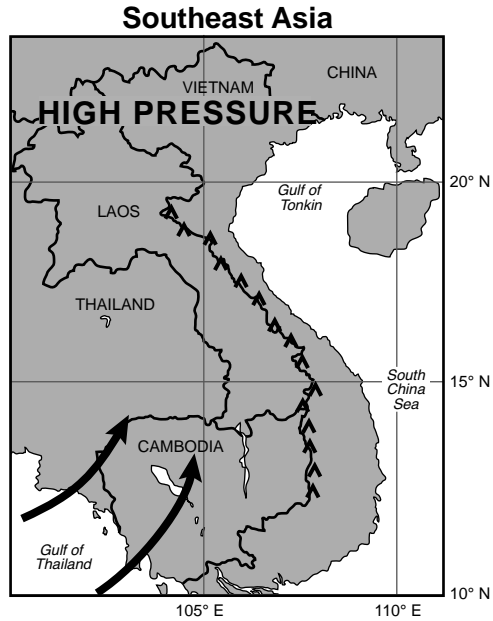 Southeast Asia
CHINA
VIETNAM
HIGH PRESSURE
20° N
Gulf of
Tonkin
LAOS
THAILAND
South
China
Sea
15° N
CAMBODIA
Gulf of
Thailand
10° N
105° E
110° E